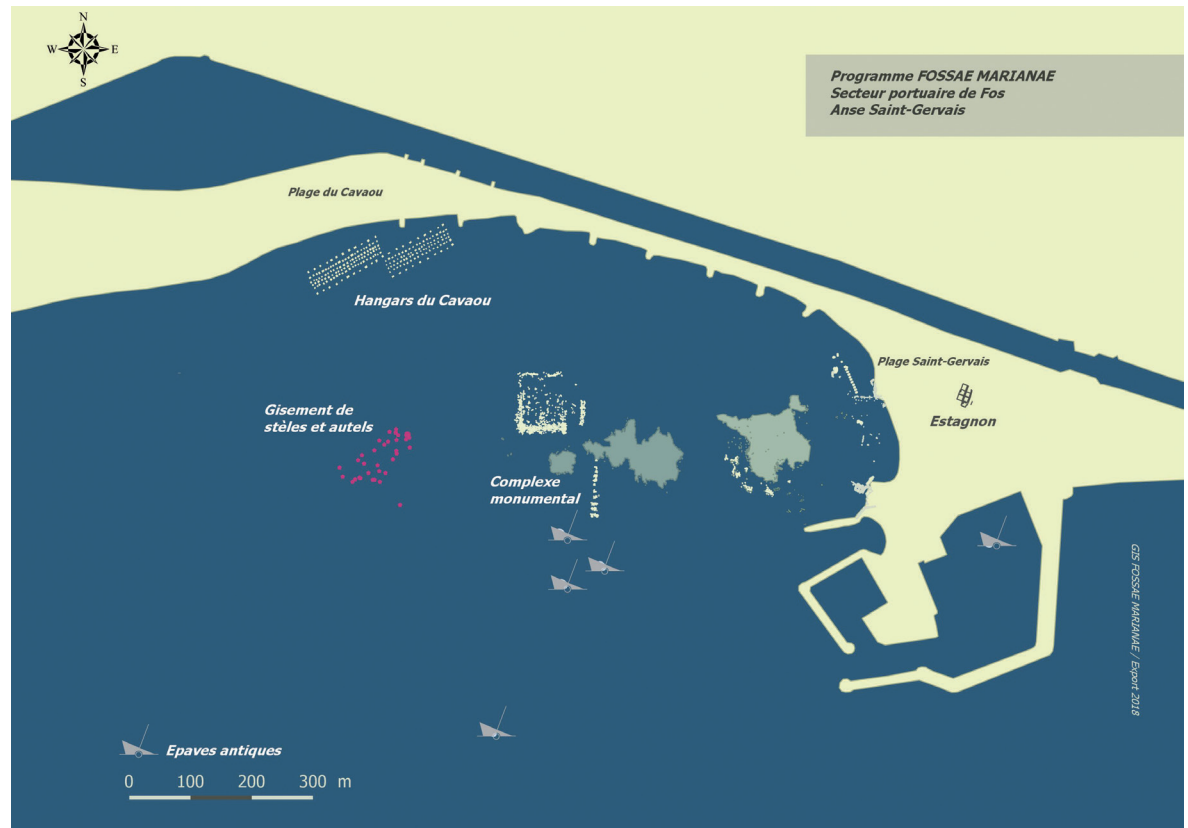 N
W E
S
Programme FOSSAE MARIANAE
Secteur portuaire de Fos
Anse Saint-Gervais
Plage du Cavaou
Hangars du Cavaou
Plage Saint-Gervais
Estagnon
Gisement de
stèles et autels
Complexe
monumental
GIS FOSSAE MARIANAE / Export 2018
Epaves antiques
0 100 200 300 m